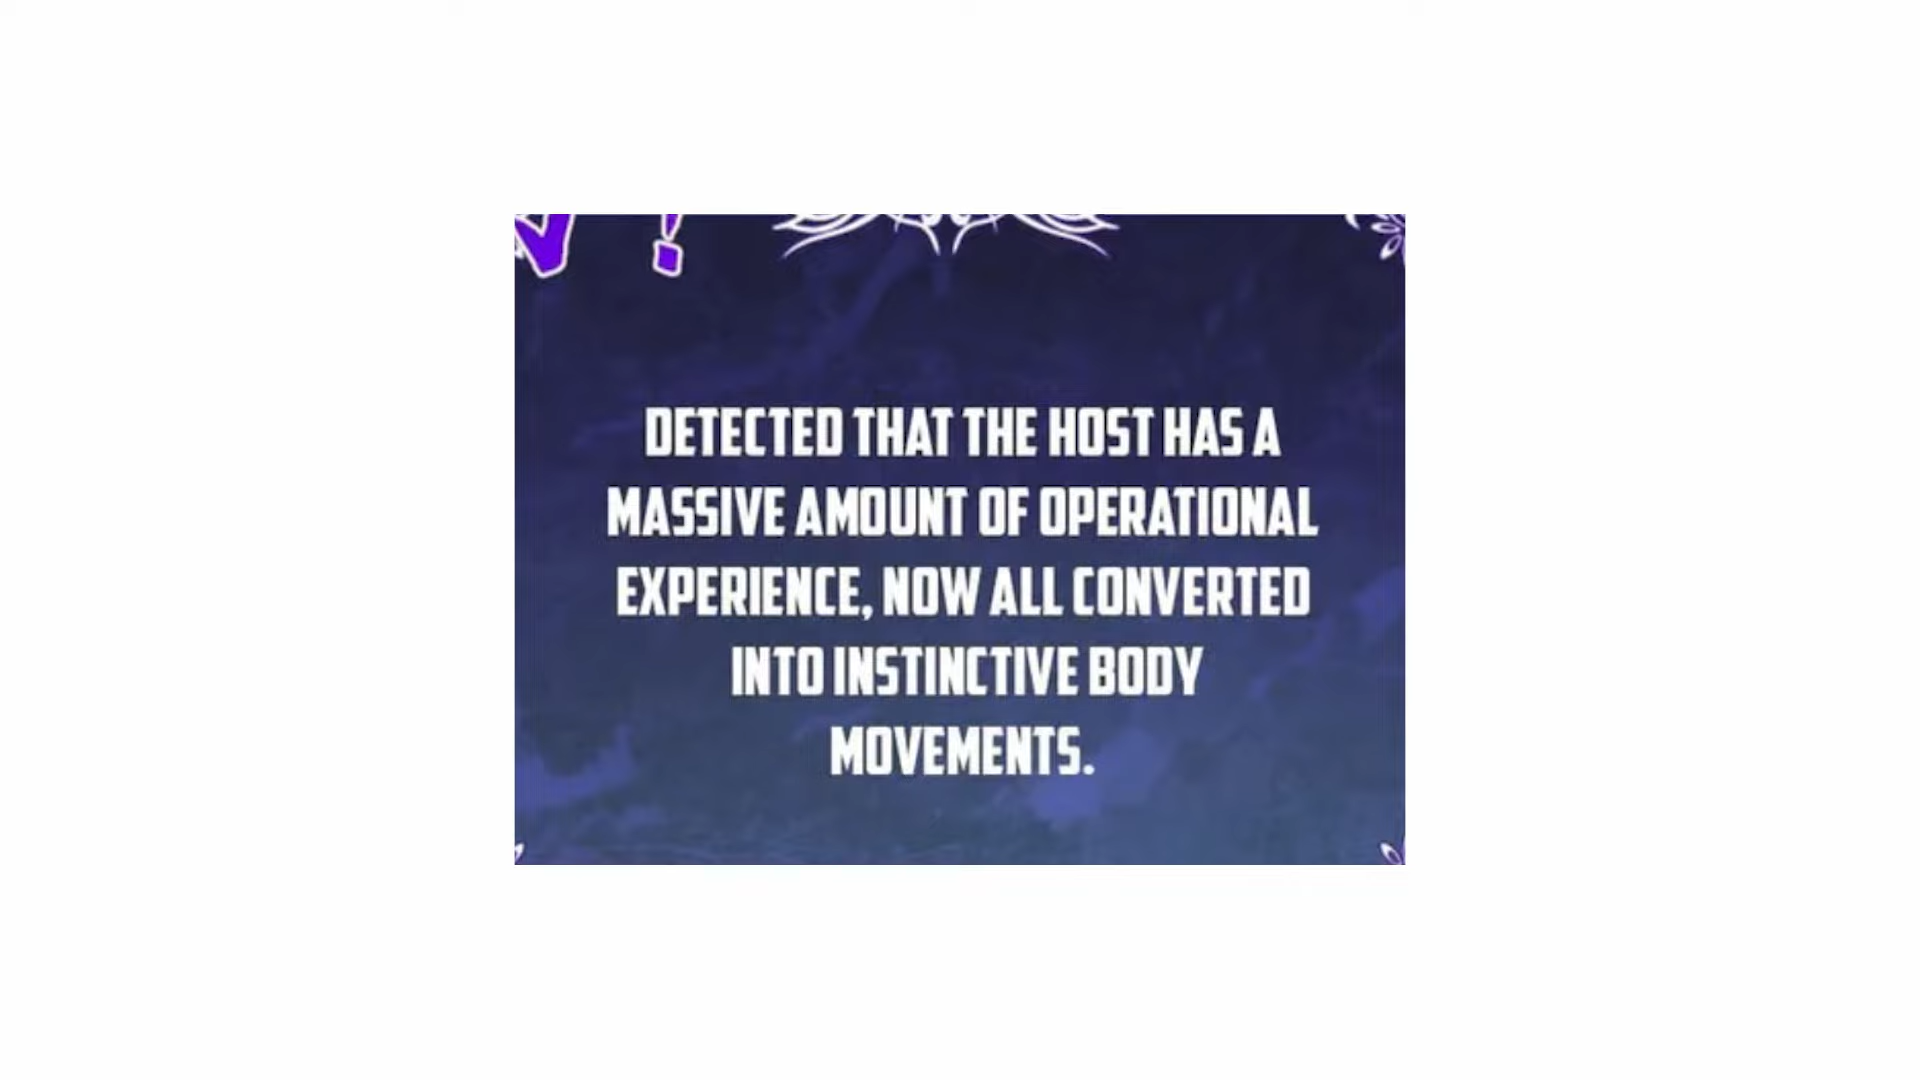 !
DETECTED THAT THE HOST HAS A
MASSIVE AMOUNT OF OPERATIONAL
EXPERIENCE, NOW ALL CONVERTED
INTO INSTINCTIVE BODY
MOVEMENTS.